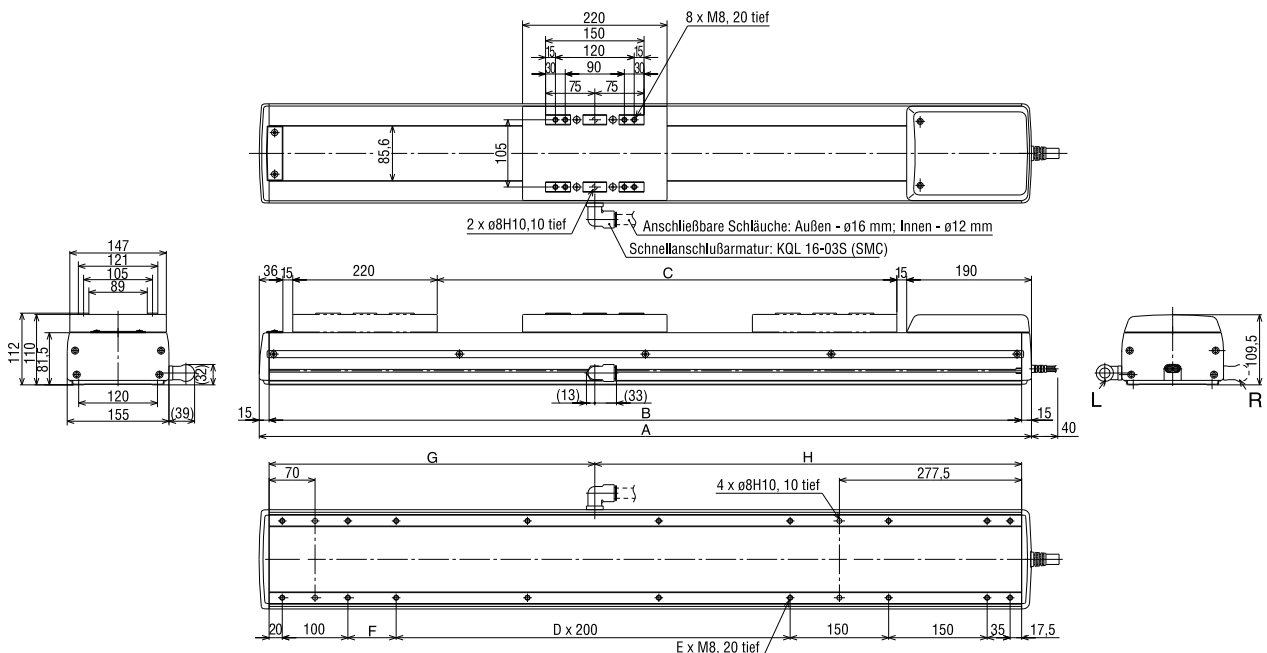 220
8 x M8, 20 tief
150
15 120 15
30 90 30
75 75
85,6
105
2 x ø8H10,10 tief
Anschließbare Schläuche: Außen - ø16 mm; Innen - ø12 mm
Schnellanschlußarmatur: KQL 16-03S (SMC)
147
121
105
89
112
110
81,5
120
155
(39)
(32)
36 15 220 C 15 190
(13) (33)
15 B 15
A
40
109,5
L R
G H
70 277,5
4 x ø8H10, 10 tief
20 100 F D x 200 150 150 35 17,5
E x M8, 20 tief